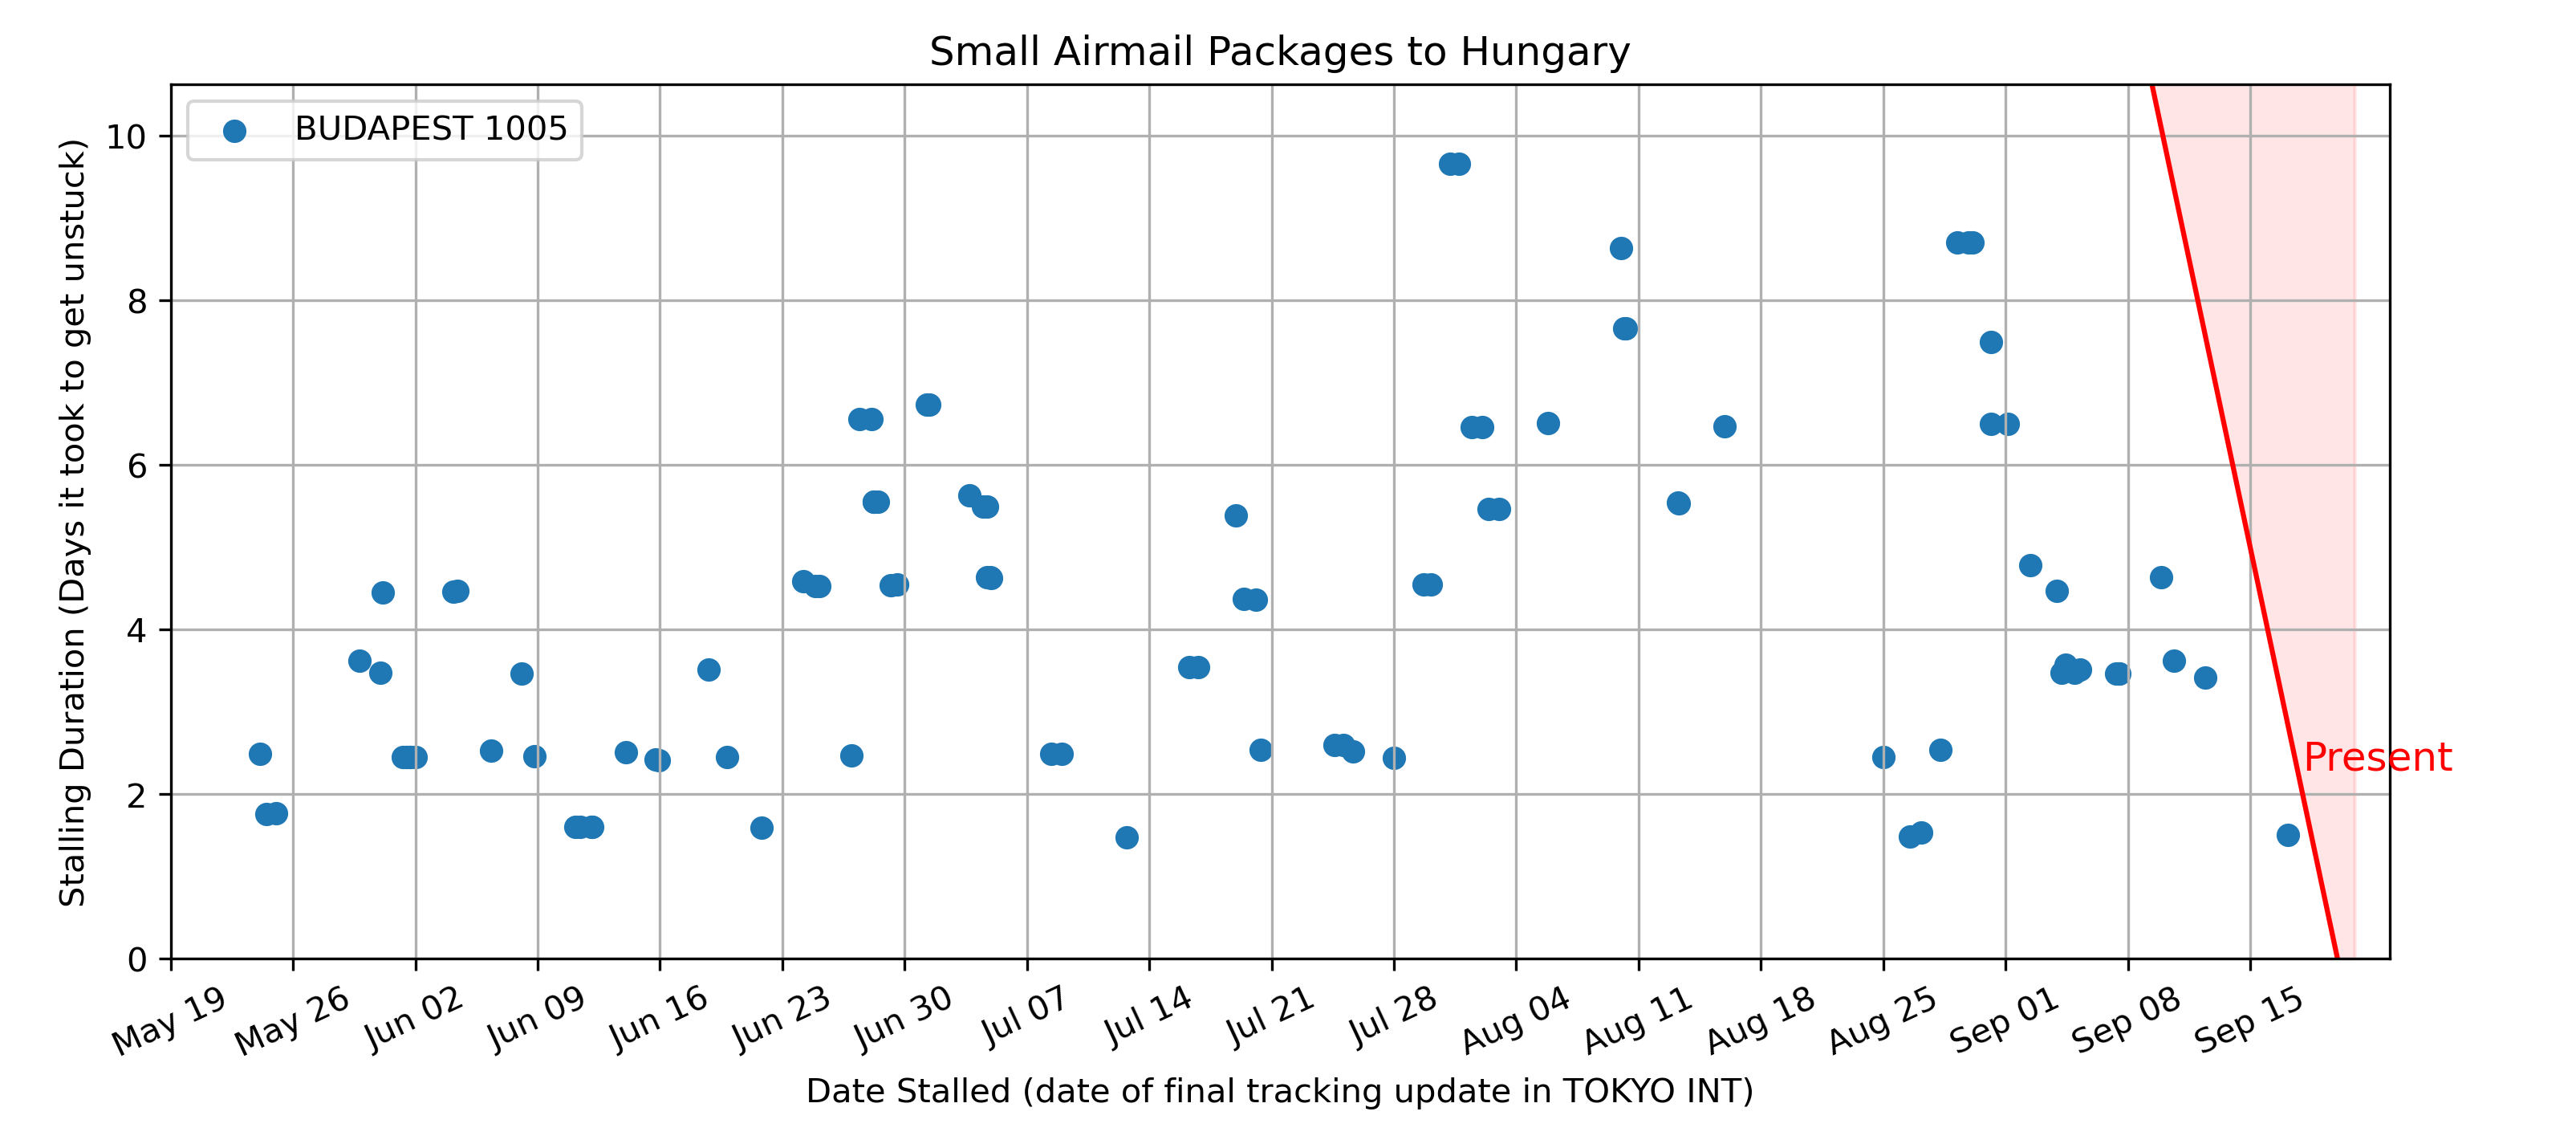 Small Airmail Packages to Hungary
BUDAPEST 1005
Stalling Duration (Days it took to get unstuck)
10
8
6
4
2
0
Present
May 19 May 26 Jun 02 Jun 09 Jun 16 Jun 23 Jun 30 Jul 07 Jul 14 Jul 21 Jul 28 Aug 04 Aug 11 Aug 18 Aug 25 Sep 01 Sep 08 Sep 15
Date Stalled (date of final tracking update in TOKYO INT)